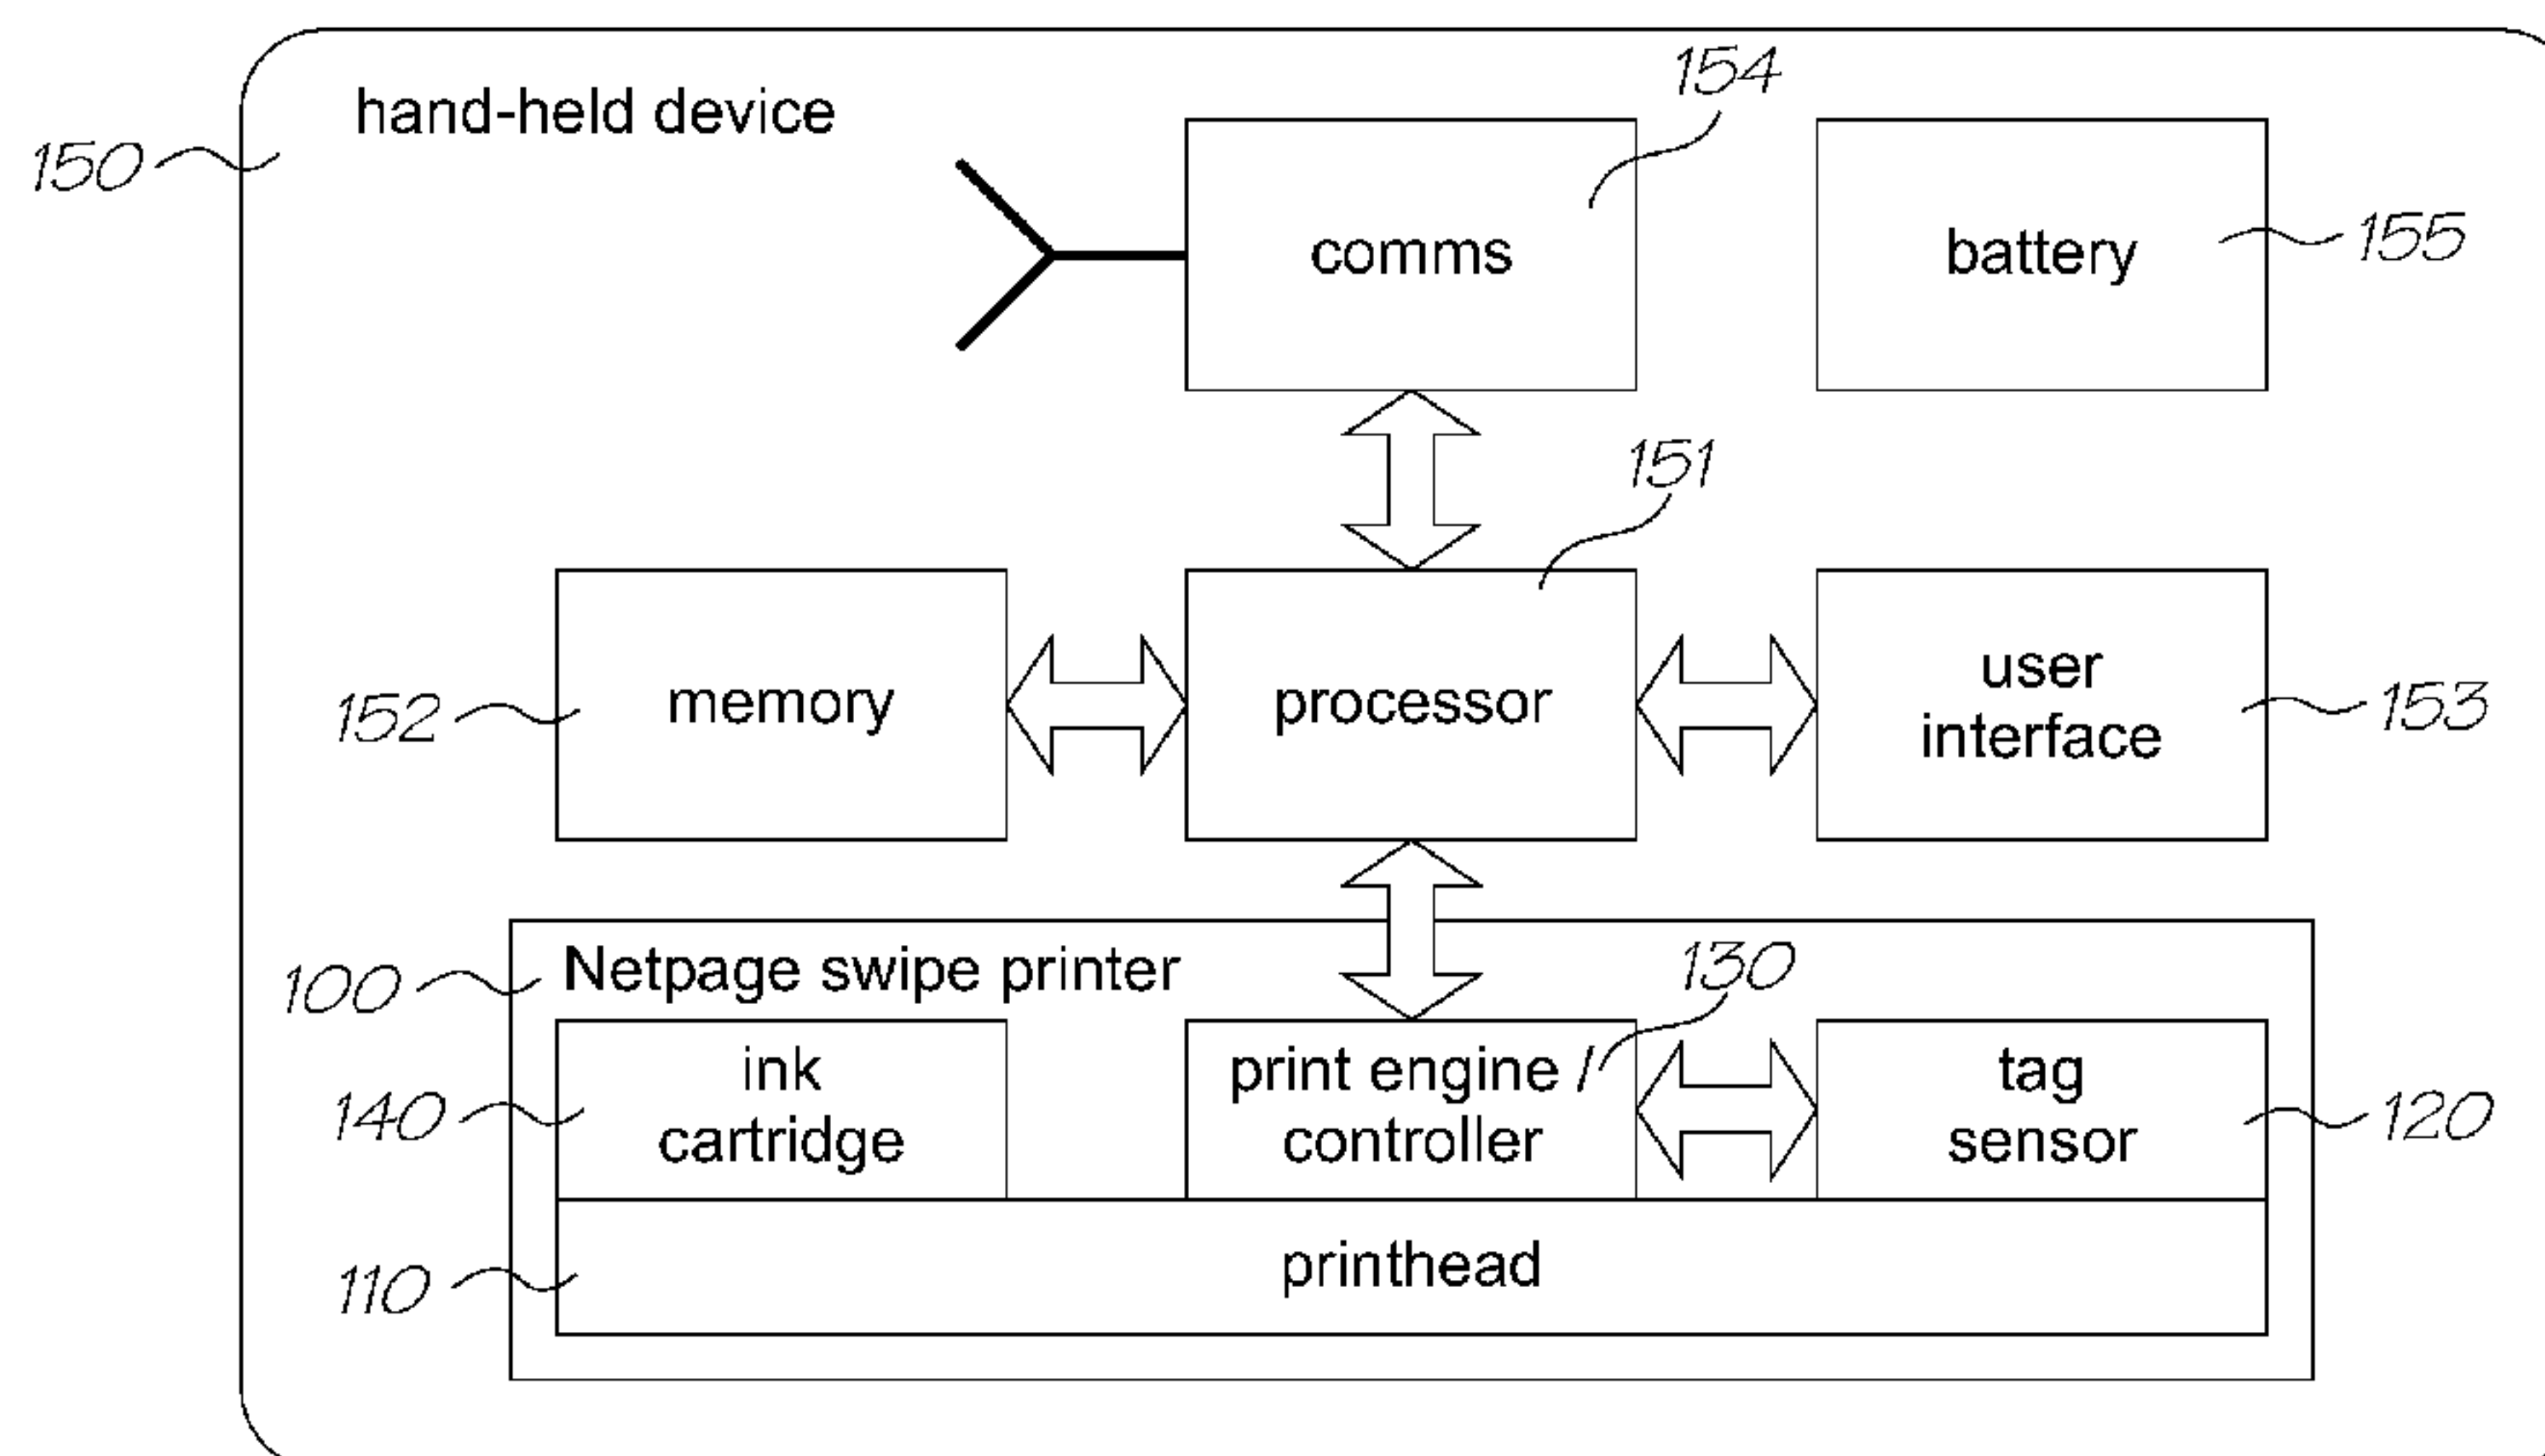 hand-held device
154
150
comms
battery
155
151
152
memory
processor
user
interface
153
100
Netpage swipe printer
130
140
ink
cartridge
print engine /
controller
tag
sensor
120
110
printhead